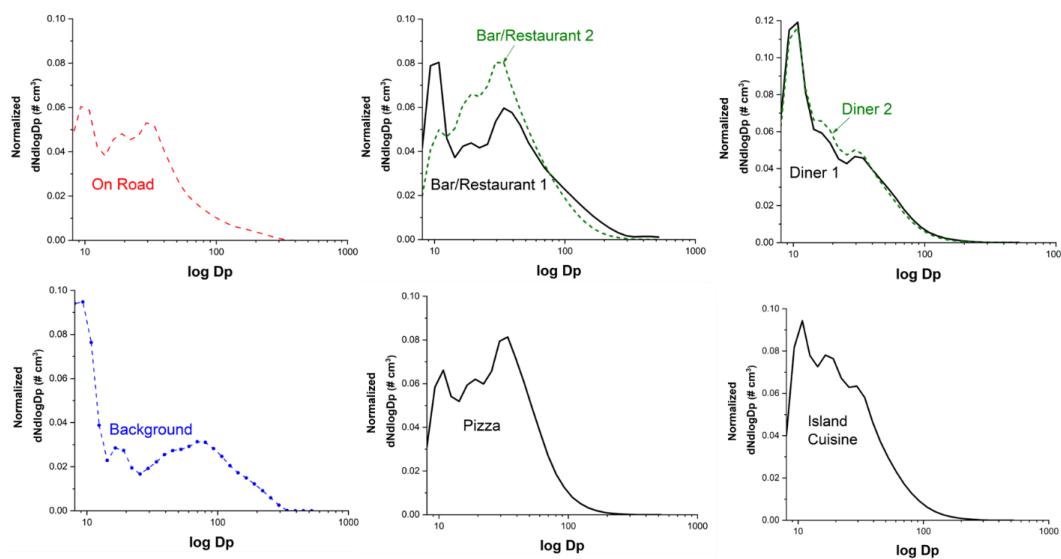 0.10
0.08
0.06
0.04
0.02
0.00
Normalized
dNdlogDp (# cm³)
On Road
10
100
1000
log Dp
0.10
0.08
0.06
0.04
0.02
0.00
Normalized
dNdlogDp (# cm³)
Bar/Restaurant 2
Bar/Restaurant 1
10
100
1000
log Dp
0.12
0.10
0.08
0.06
0.04
0.02
0.00
Normalized
dNdlogDp (# cm³)
Diner 2
Diner 1
10
100
100
log Dp
0.10
0.08
0.06
0.04
0.02
0.00
Normalized
dNdlogDp (# cm³)
Background
10
100
1000
log Dp
0.10
0.08
0.06
0.04
0.02
0.00
Normalized
dNdlogDp (# cm³)
Pizza
10
100
1000
log Dp
0.10
0.08
0.06
0.04
0.02
0.00
Normalized
dNdlogDp (# cm³)
Island
Cuisine
10
100
1000
log Dp